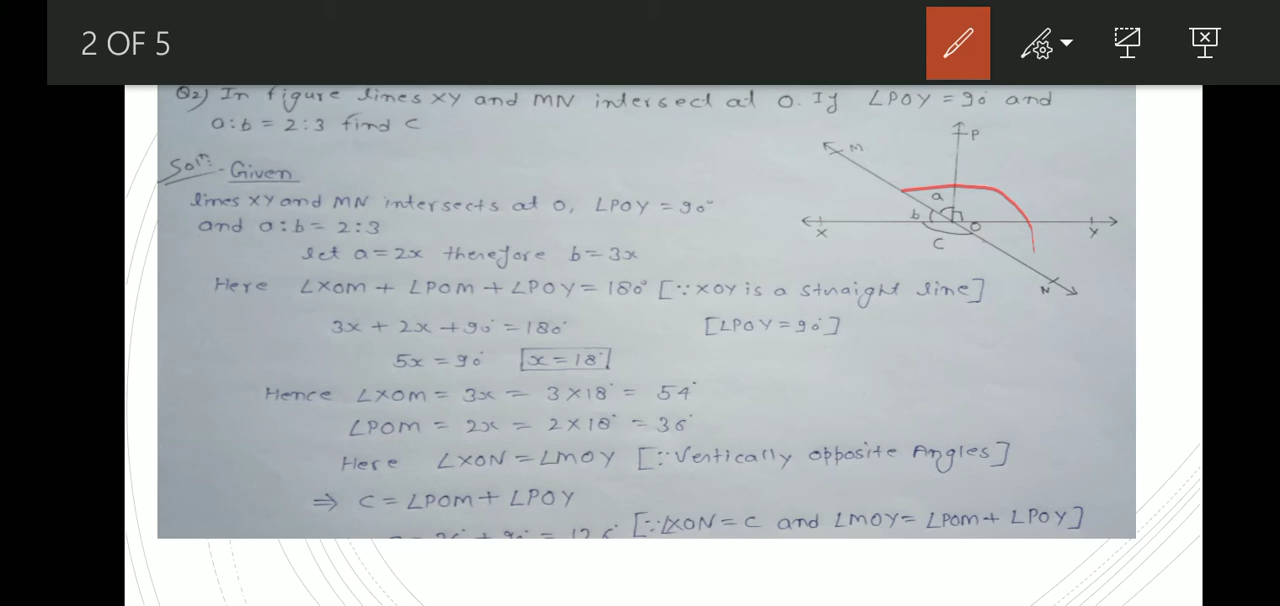 2 OF 5
Q2) In figure lines XY and MN intersect at O. If ∠POY = 90° and
a:b = 2:3 find c
Solⁿ:- Given
lines XY and MN intersects at O, ∠POY = 90°
and a:b = 2:3
let a = 2x therefore b = 3x
Here ∠XOM + ∠POM + ∠POY = 180° [∵ XOY is a straight line]
3x + 2x + 90° = 180° [∠POY = 90°]
5x = 90° x = 18°
Hence ∠XOM = 3x = 3×18° = 54°
∠POM = 2x = 2×18° = 36°
Here ∠XON = ∠MOY [∵ Vertically opposite Angles]
⇒ C = ∠POM + ∠POY
[∵ ∠XON = C and ∠MOY = ∠POM + ∠POY]
= 36° + 90° = 126°
P
M
a
b
O
X
C
Y
N